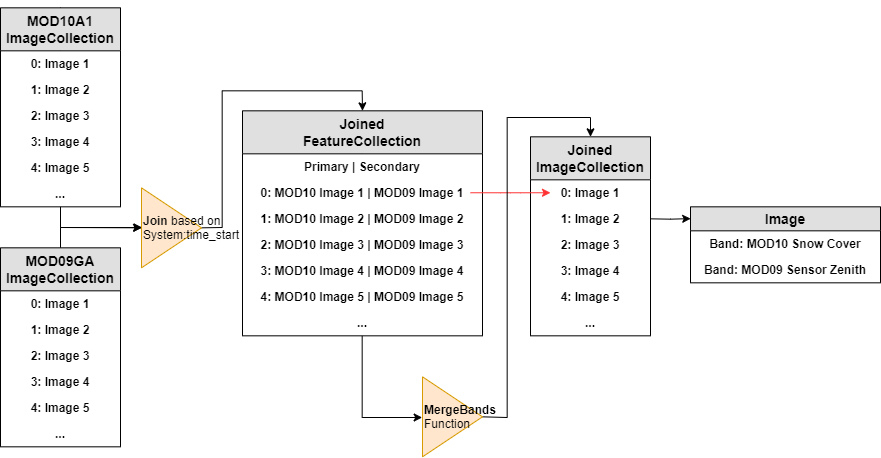 MOD10A1
ImageCollection
0: Image 1
1: Image 2
2: Image 3
3: Image 4
4: Image 5
...
MOD09GA
ImageCollection
0: Image 1
1: Image 2
2: Image 3
3: Image 4
4: Image 5
...
Join based on
System:time_start
Joined
FeatureCollection
Primary | Secondary
0: MOD10 Image 1 | MOD09 Image 1
1: MOD10 Image 2 | MOD09 Image 2
2: MOD10 Image 3 | MOD09 Image 3
3: MOD10 Image 4 | MOD09 Image 4
4: MOD10 Image 5 | MOD09 Image 5
...
MergeBands
Function
Joined
ImageCollection
0: Image 1
1: Image 2
2: Image 3
3: Image 4
4: Image 5
...
Image
Band: MOD10 Snow Cover
Band: MOD09 Sensor Zenith